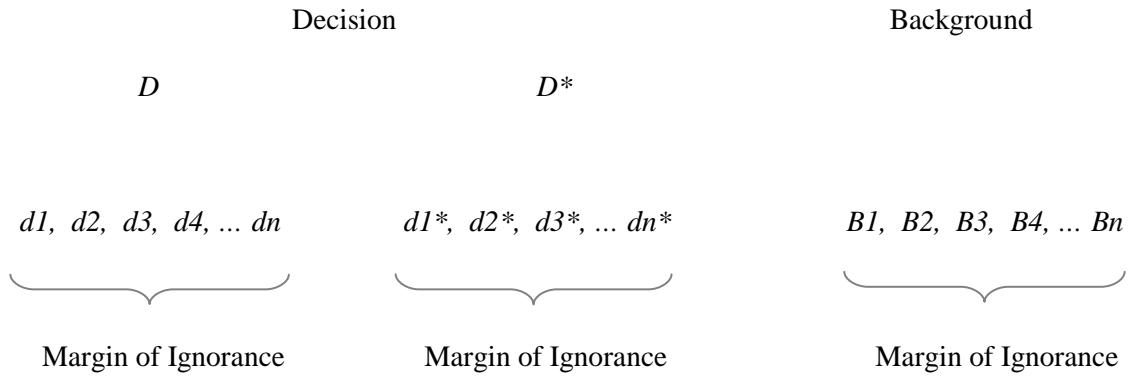 Decision Background
D D*
d1, d2, d3, d4, ... dn d1*, d2*, d3*, ... dn* B1, B2, B3, B4, ... Bn
Margin of Ignorance Margin of Ignorance Margin of Ignorance